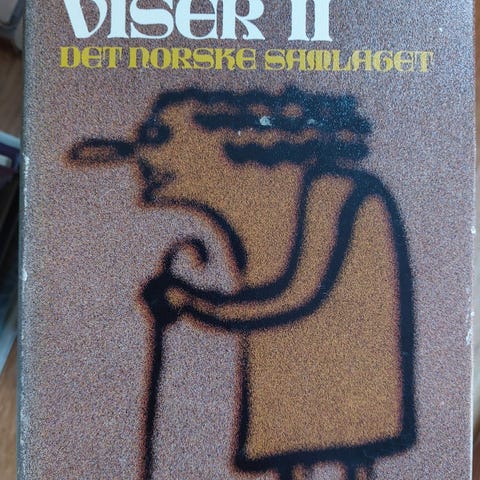 VISER II
DET NORSKE SAMLAGET